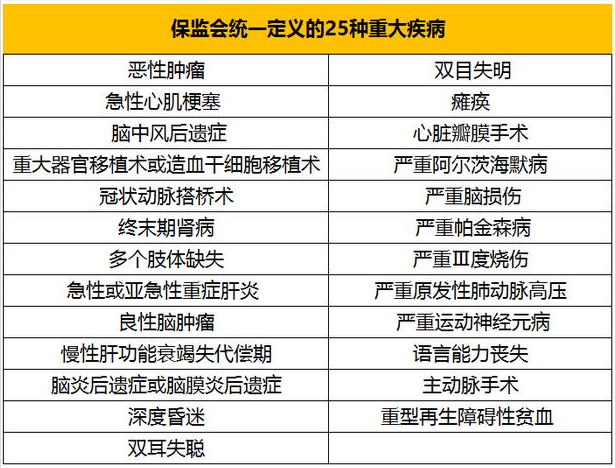 保监会统一定义的25种重大疾病
恶性肿瘤 双目失明
急性心肌梗塞 瘫痪
脑中风后遗症 心脏瓣膜手术
重大器官移植术或造血干细胞移植术 严重阿尔茨海默病
冠状动脉搭桥术 严重脑损伤
终末期肾病 严重帕金森病
多个肢体缺失 严重Ⅲ度烧伤
急性或亚急性重症肝炎 严重原发性肺动脉高压
良性脑肿瘤 严重运动神经元病
慢性肝功能衰竭失代偿期 语言能力丧失
脑炎后遗症或脑膜炎后遗症 主动脉手术
深度昏迷 重型再生障碍性贫血
双耳失聪